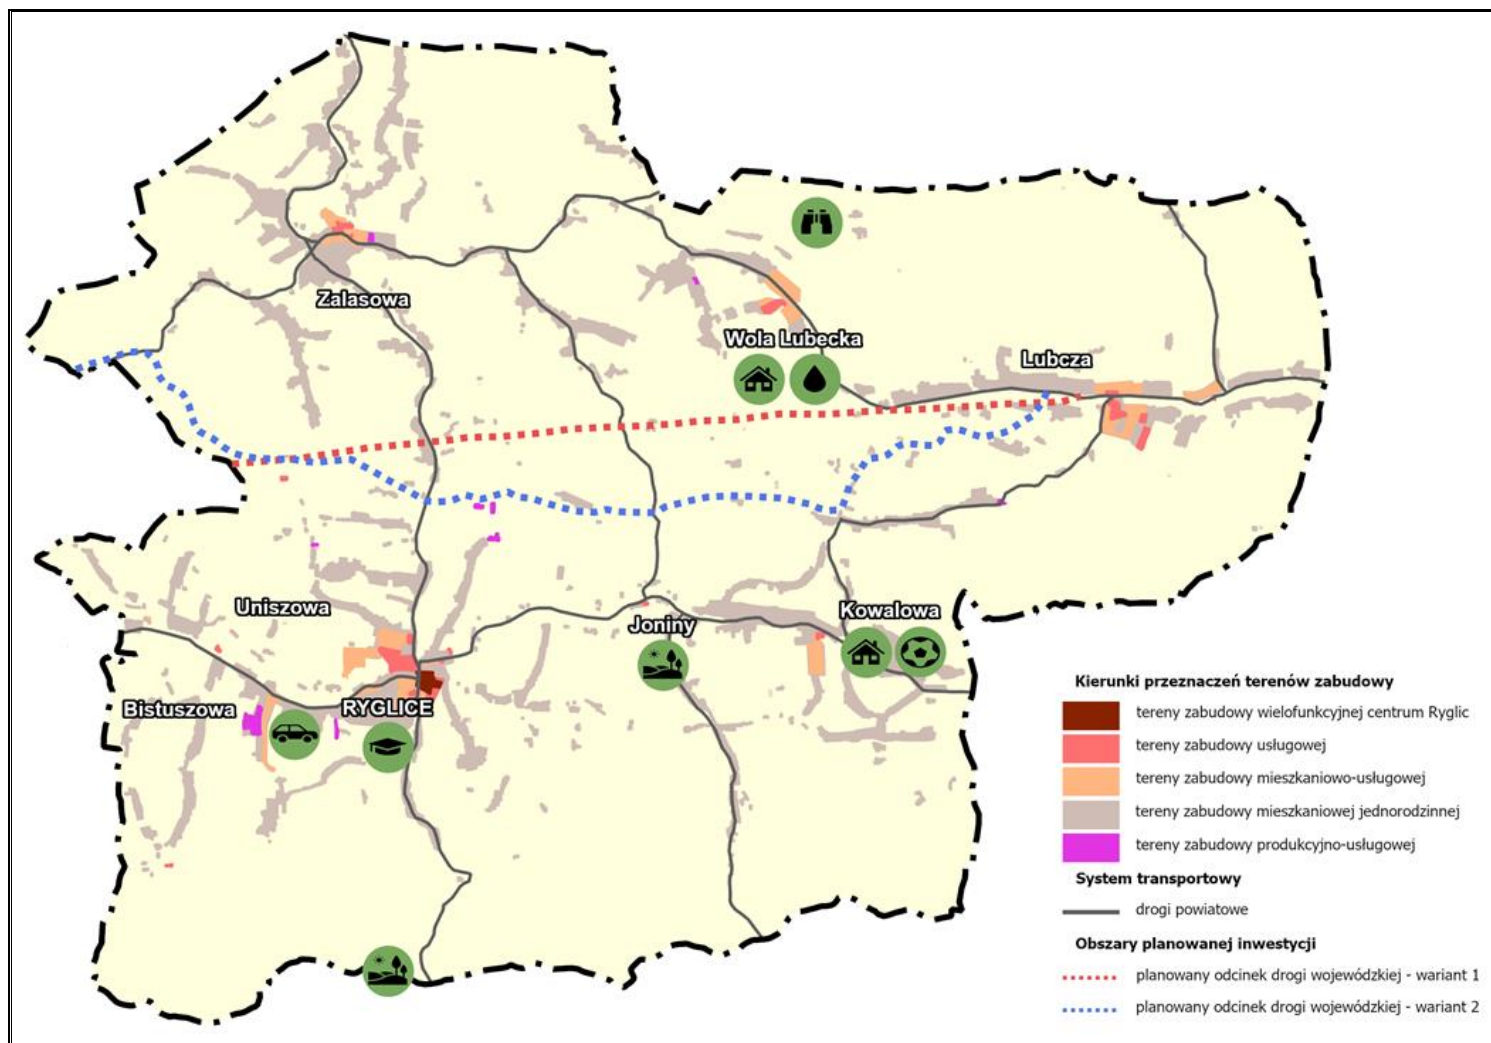 Zalasowa
Wola Lubecka
Lubcza
Uniszowa
Joniny
Kowalowa
Bistuszowa
RYGLICE
Kierunki przeznaczeń terenów zabudowy
tereny zabudowy wielofunkcyjnej centrum Ryglic
tereny zabudowy usługowej
tereny zabudowy mieszkaniowo-usługowej
tereny zabudowy mieszkaniowej jednorodzinnej
tereny zabudowy produkcyjno-usługowej
System transportowy
drogi powiatowe
Obszary planowanej inwestycji
planowany odcinek drogi wojewódzkiej - wariant 1
planowany odcinek drogi wojewódzkiej - wariant 2